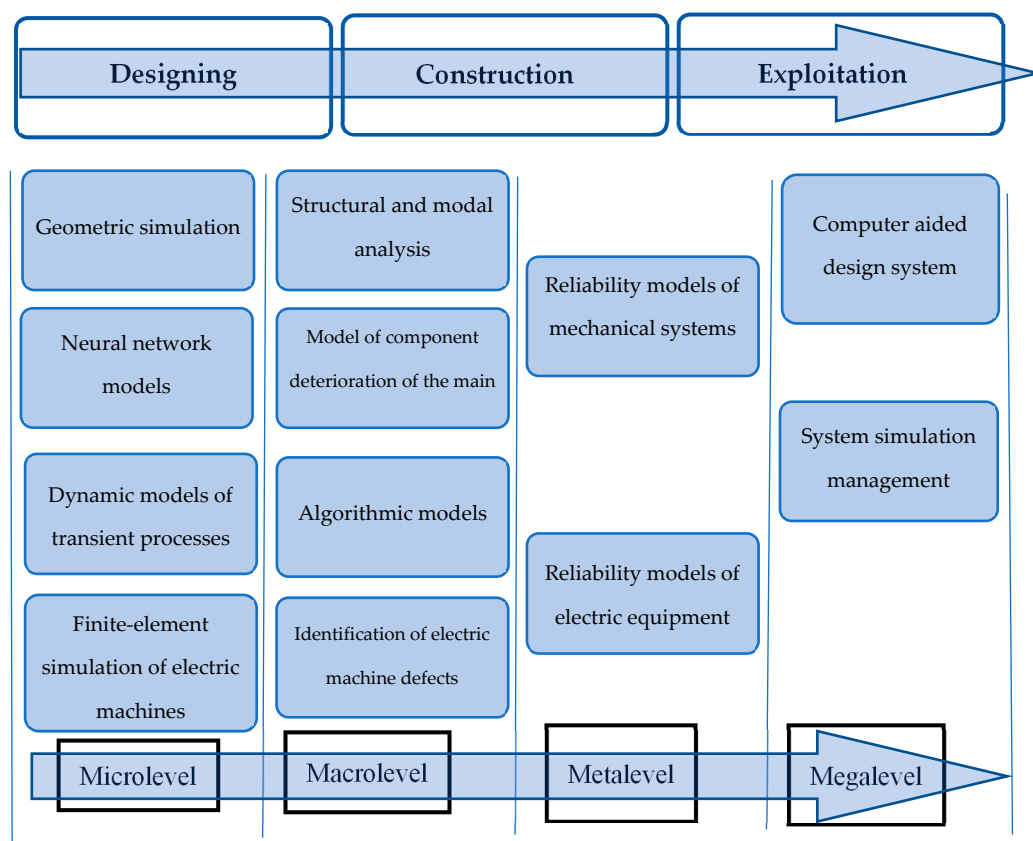 Designing
Construction
Exploitation
Geometric simulation
Neural network
models
Dynamic models of
transient processes
Finite-element
simulation of electric
machines
Structural and modal
analysis
Model of component
deterioration of the main
Algorithmic models
Identification of electric
machine defects
Reliability models of
mechanical systems
Reliability models of
electric equipment
Computer aided
design system
System simulation
management
Microlevel
Macrolevel
Metalevel
Megalevel